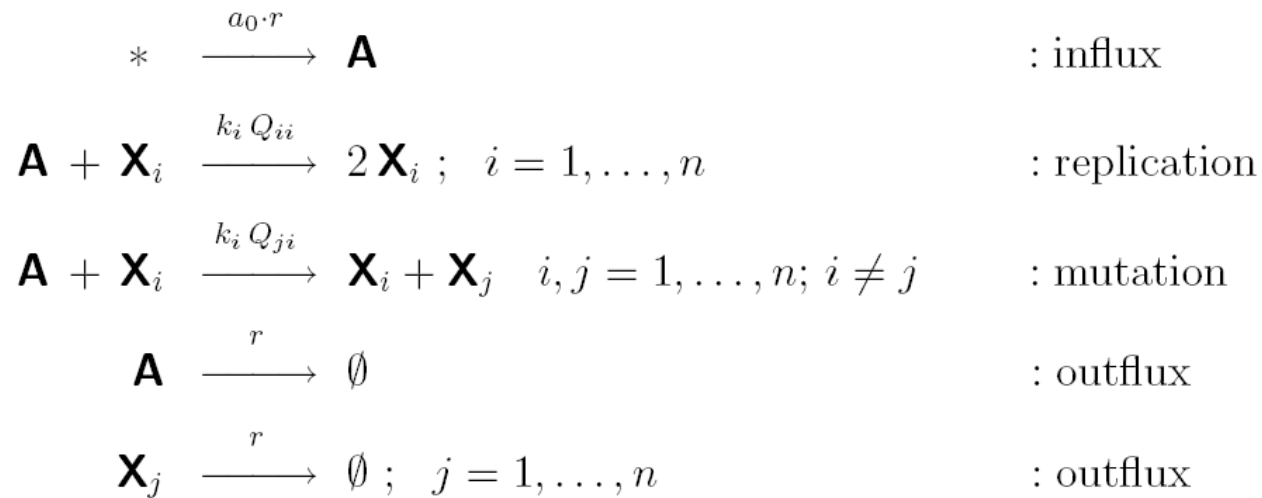 * —a₀·r→ A : influx
A + Xᵢ —kᵢ Qᵢᵢ→ 2 Xᵢ ; i = 1, . . . , n : replication
A + Xᵢ —kᵢ Qⱼᵢ→ Xᵢ + Xⱼ i, j = 1, . . . , n; i ≠ j : mutation
A —r→ ∅ : outflux
Xⱼ —r→ ∅ ; j = 1, . . . , n : outflux